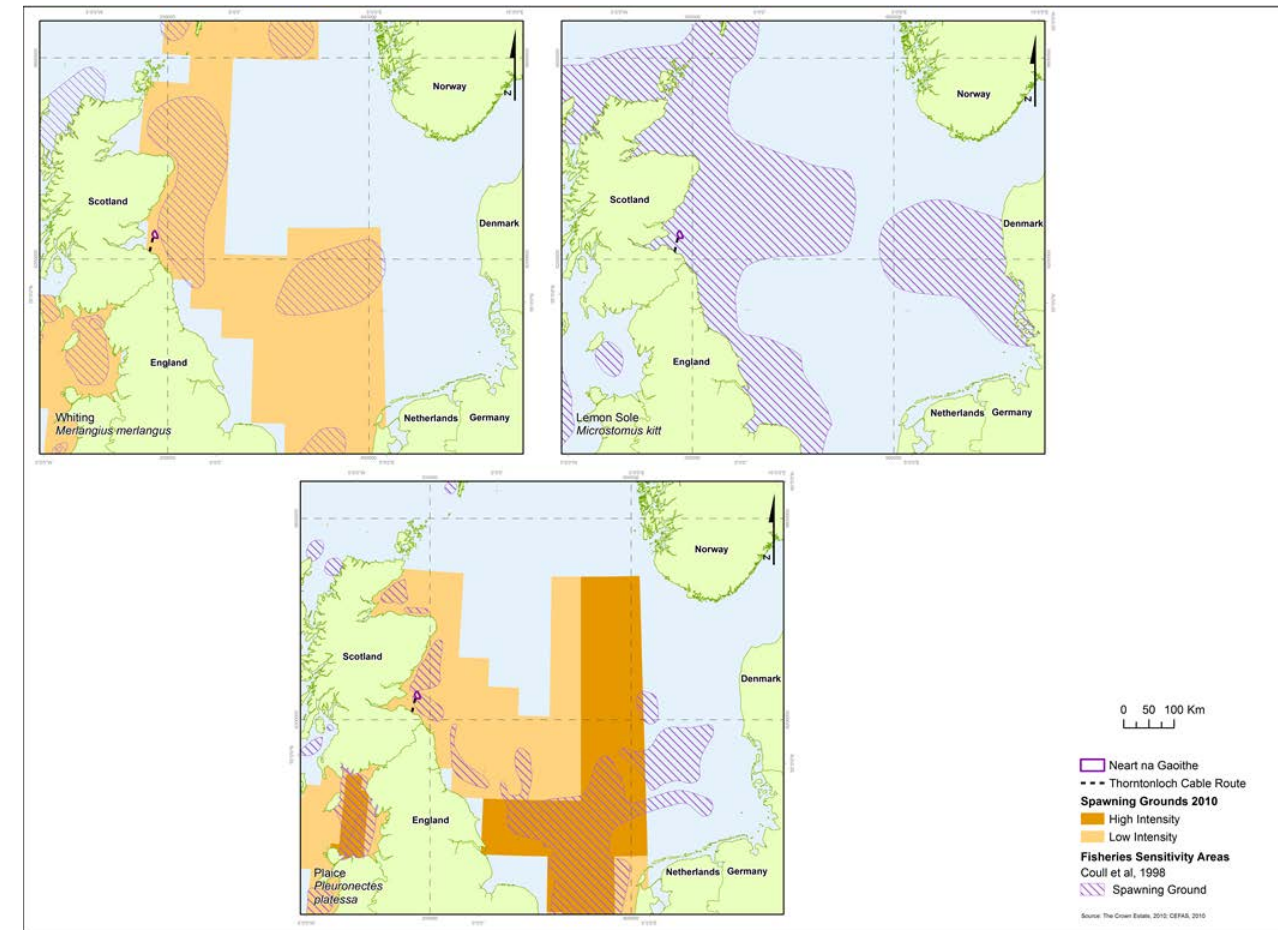 Norway
Scotland
Denmark
England
Netherlands
Germany
Whiting
Merlangius merlangus
Norway
Scotland
Denmark
England
Netherlands
Germany
Lemon Sole
Microstomus kitt
Norway
Scotland
Denmark
England
Netherlands
Germany
Plaice
Pleuronectes
platessa
0 50 100 Km
Neart na Gaoithe
Thorntonloch Cable Route
Spawning Grounds 2010
High Intensity
Low Intensity
Fisheries Sensitivity Areas
Coull et al, 1998
Spawning Ground
Source: The Crown Estate, 2010; CEFAS, 2010